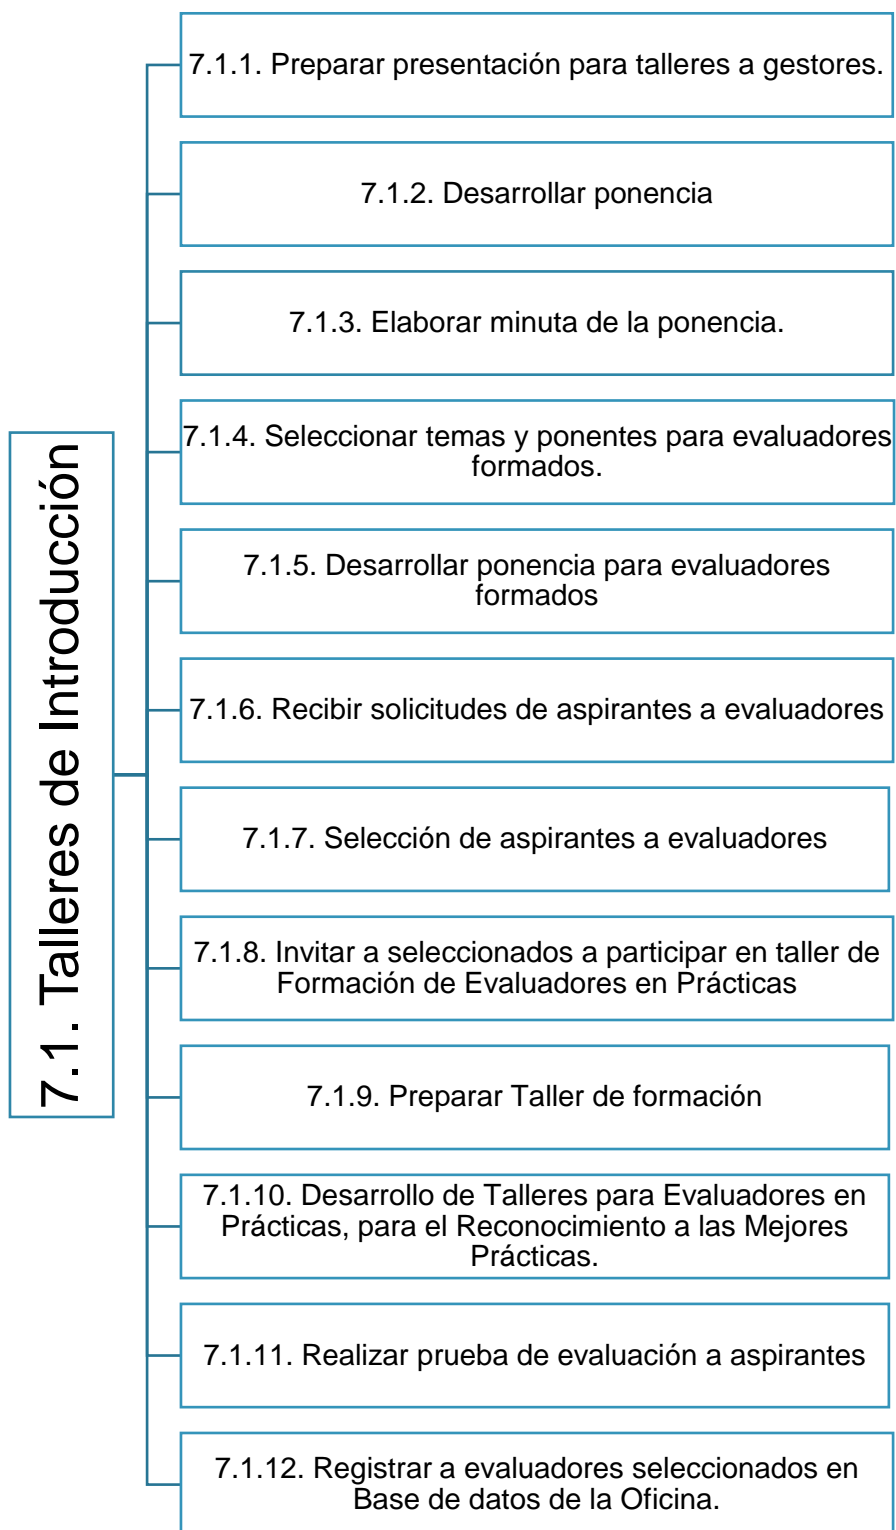 7.1. Talleres de Introducción
7.1.1. Preparar presentación para talleres a gestores.
7.1.2. Desarrollar ponencia
7.1.3. Elaborar minuta de la ponencia.
7.1.4. Seleccionar temas y ponentes para evaluadores
formados.
7.1.5. Desarrollar ponencia para evaluadores
formados
7.1.6. Recibir solicitudes de aspirantes a evaluadores
7.1.7. Selección de aspirantes a evaluadores
7.1.8. Invitar a seleccionados a participar en taller de
Formación de Evaluadores en Prácticas
7.1.9. Preparar Taller de formación
7.1.10. Desarrollo de Talleres para Evaluadores en
Prácticas, para el Reconocimiento a las Mejores
Prácticas.
7.1.11. Realizar prueba de evaluación a aspirantes
7.1.12. Registrar a evaluadores seleccionados en
Base de datos de la Oficina.